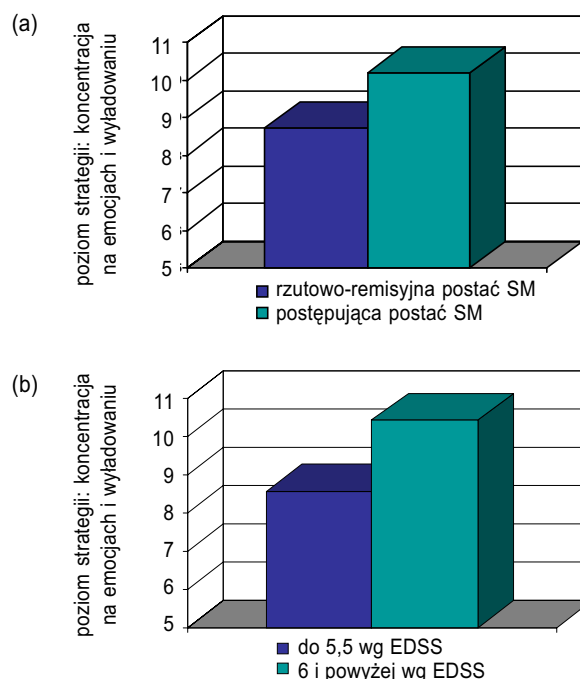 (a)
poziom strategii: koncentracja
na emocjach i wyładowaniu
11
10
9
8
7
6
5
rzutowo-remisyjna postać SM
postępująca postać SM
(b)
poziom strategii: koncentracja
na emocjach i wyładowaniu
11
10
9
8
7
6
5
do 5,5 wg EDSS
6 i powyżej wg EDSS